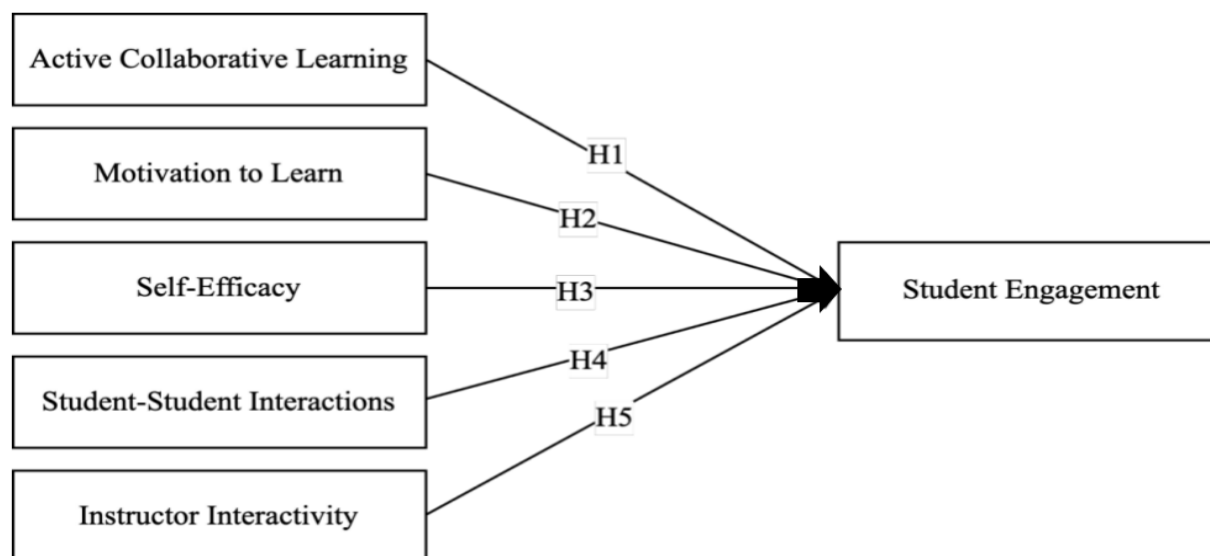 Active Collaborative Learning
H1
Motivation to Learn
H2
Self-Efficacy
H3
Student Engagement
Student-Student Interactions
H4
Instructor Interactivity
H5